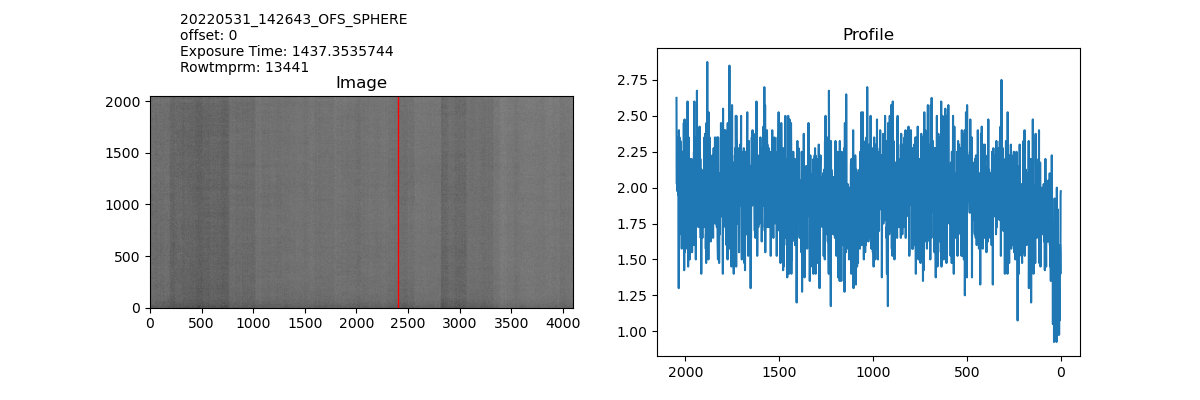 20220531_142643_OFS_SPHERE
offset: 0
Exposure Time: 1437.3535744
Rowtmprm: 13441
Image
2000
1500
1000
500
0
0 500 1000 1500 2000 2500 3000 3500 4000
Profile
2.75
2.50
2.25
2.00
1.75
1.50
1.25
1.00
2000 1500 1000 500 0